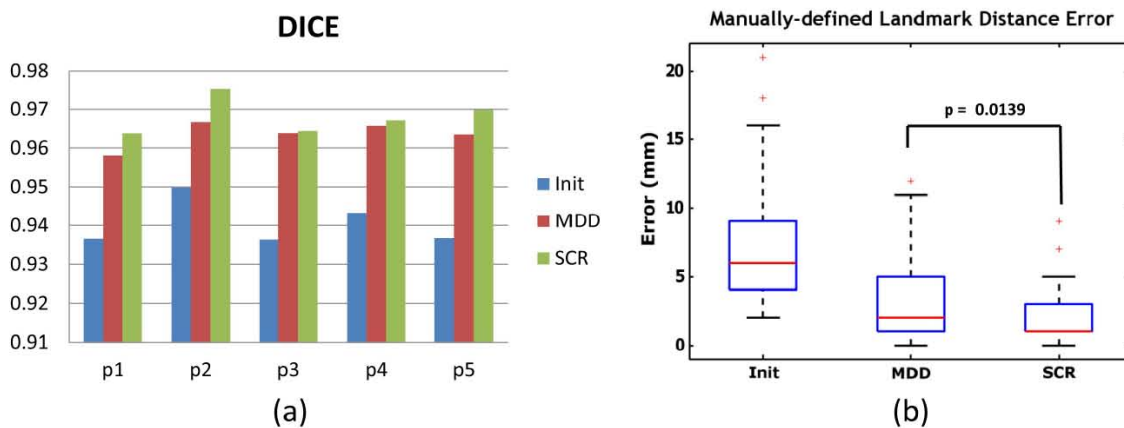 DICE
0.98
0.97
0.96
0.95
0.94
0.93
0.92
0.91
p1 p2 p3 p4 p5
Init
MDD
SCR
(a)
Manually-defined Landmark Distance Error
Error (mm)
20
15
10
5
0
p = 0.0139
Init MDD SCR
(b)